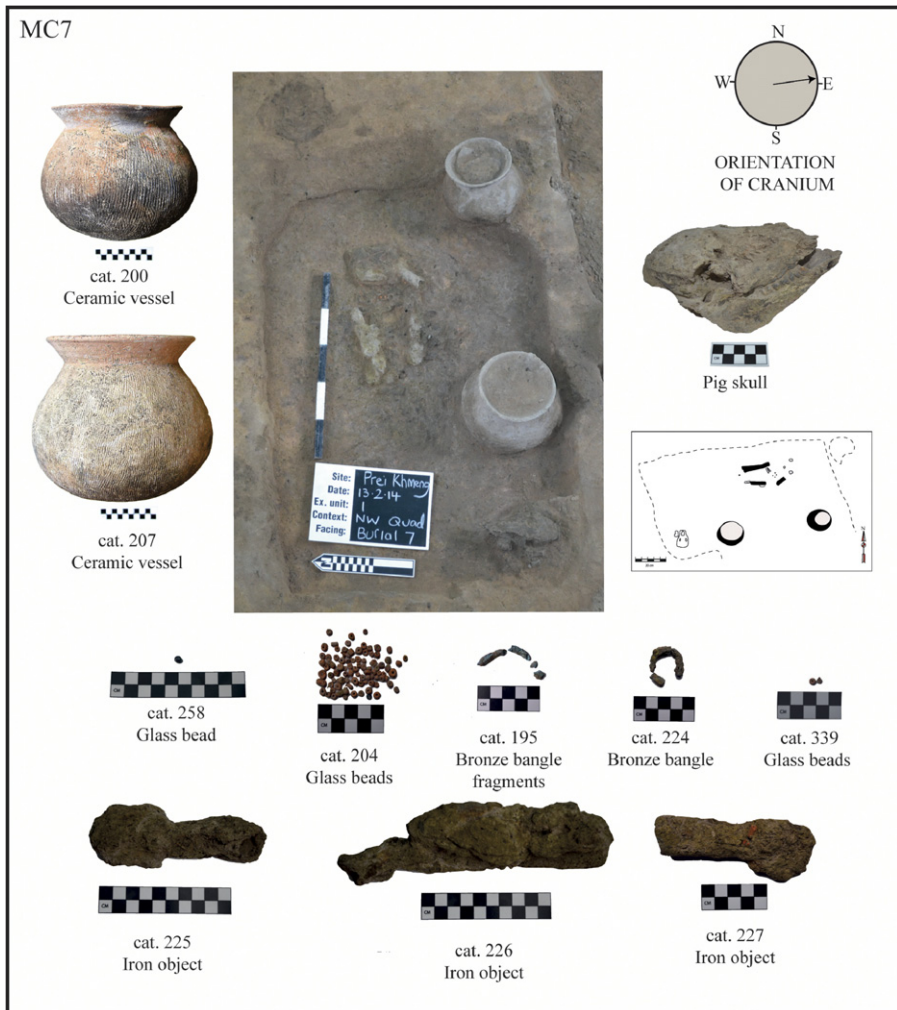 MC7
N
W
E
S
ORIENTATION
OF CRANIUM
cat. 200
Ceramic vessel
Pig skull
Site: Prei Khmeng
Date: 13.2.14
Ex. unit: 1
Context: NW Quad
Facing: Burial 7
cat. 207
Ceramic vessel
cat. 258
Glass bead
cat. 204
Glass beads
cat. 195
Bronze bangle
fragments
cat. 224
Bronze bangle
cat. 339
Glass beads
cat. 225
Iron object
cat. 226
Iron object
cat. 227
Iron object